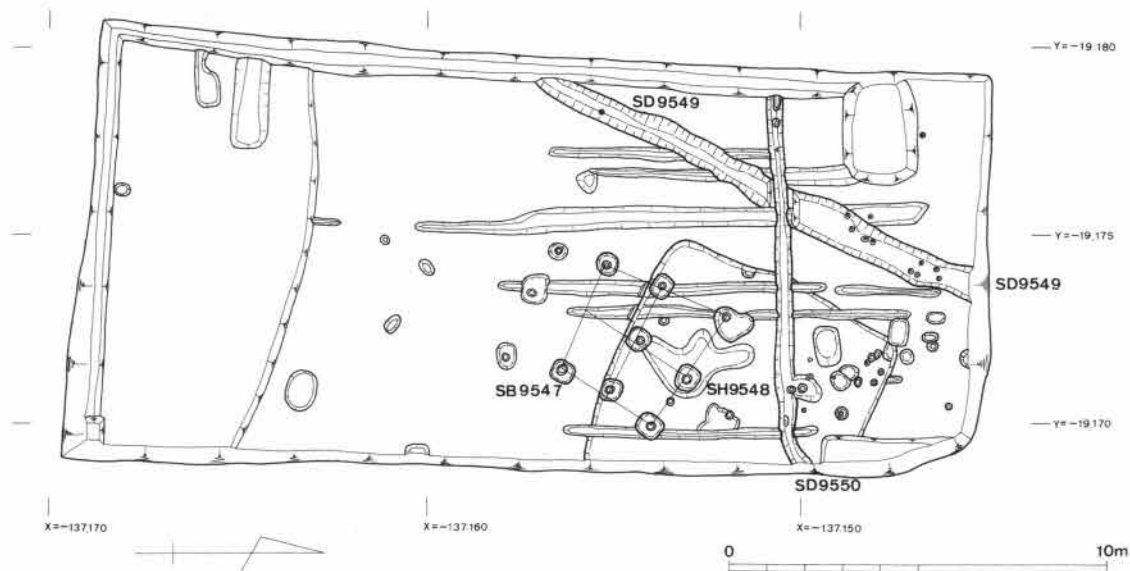 Y=-19.180
SD9549
Y=-19,175
SD9549
SB9547
SH9548
Y=-19,170
SD9550
X=-137,170
X=-137.160
X=-137.150
0
10m